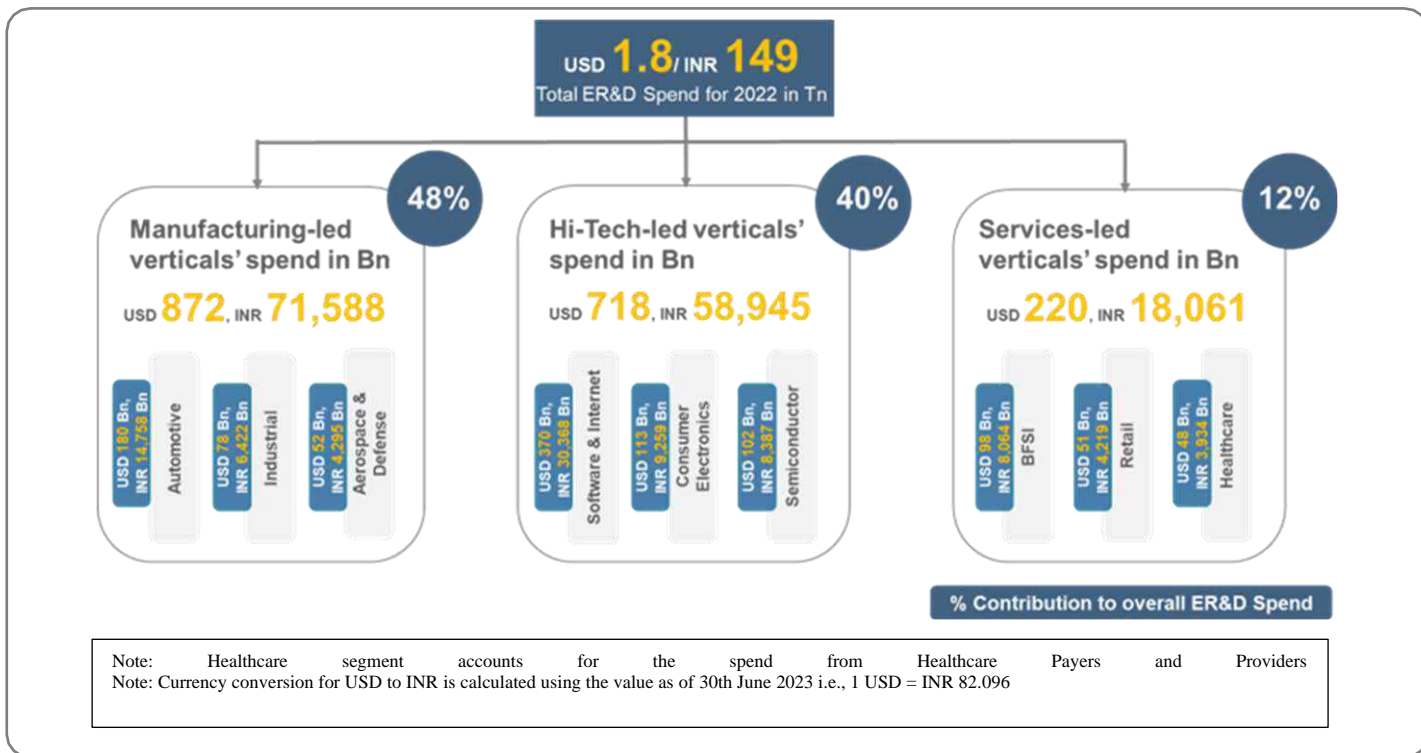 USD 1.8/ INR 149
Total ER&D Spend for 2022 in Tn
48%
Manufacturing-led
verticals’ spend in Bn
USD 872, INR 71,588
USD 180 Bn,
INR 14,758 Bn
Automotive
USD 78 Bn,
INR 6,422 Bn
Industrial
USD 52 Bn,
INR 4,295 Bn
Aerospace &
Defense
40%
Hi-Tech-led verticals’
spend in Bn
USD 718, INR 58,945
USD 370 Bn,
INR 30,368 Bn
Software & Internet
USD 113 Bn,
INR 9,259 Bn
Consumer
Electronics
USD 102 Bn,
INR 8,387 Bn
Semiconductor
12%
Services-led
verticals’ spend in Bn
USD 220, INR 18,061
USD 98 Bn,
INR 8,064 Bn
BFSI
USD 51 Bn,
INR 4,219 Bn
Retail
USD 48 Bn,
INR 3,934 Bn
Healthcare
% Contribution to overall ER&D Spend
Note: Healthcare segment accounts for the spend from Healthcare Payers and Providers
Note: Currency conversion for USD to INR is calculated using the value as of 30th June 2023 i.e., 1 USD = INR 82.096